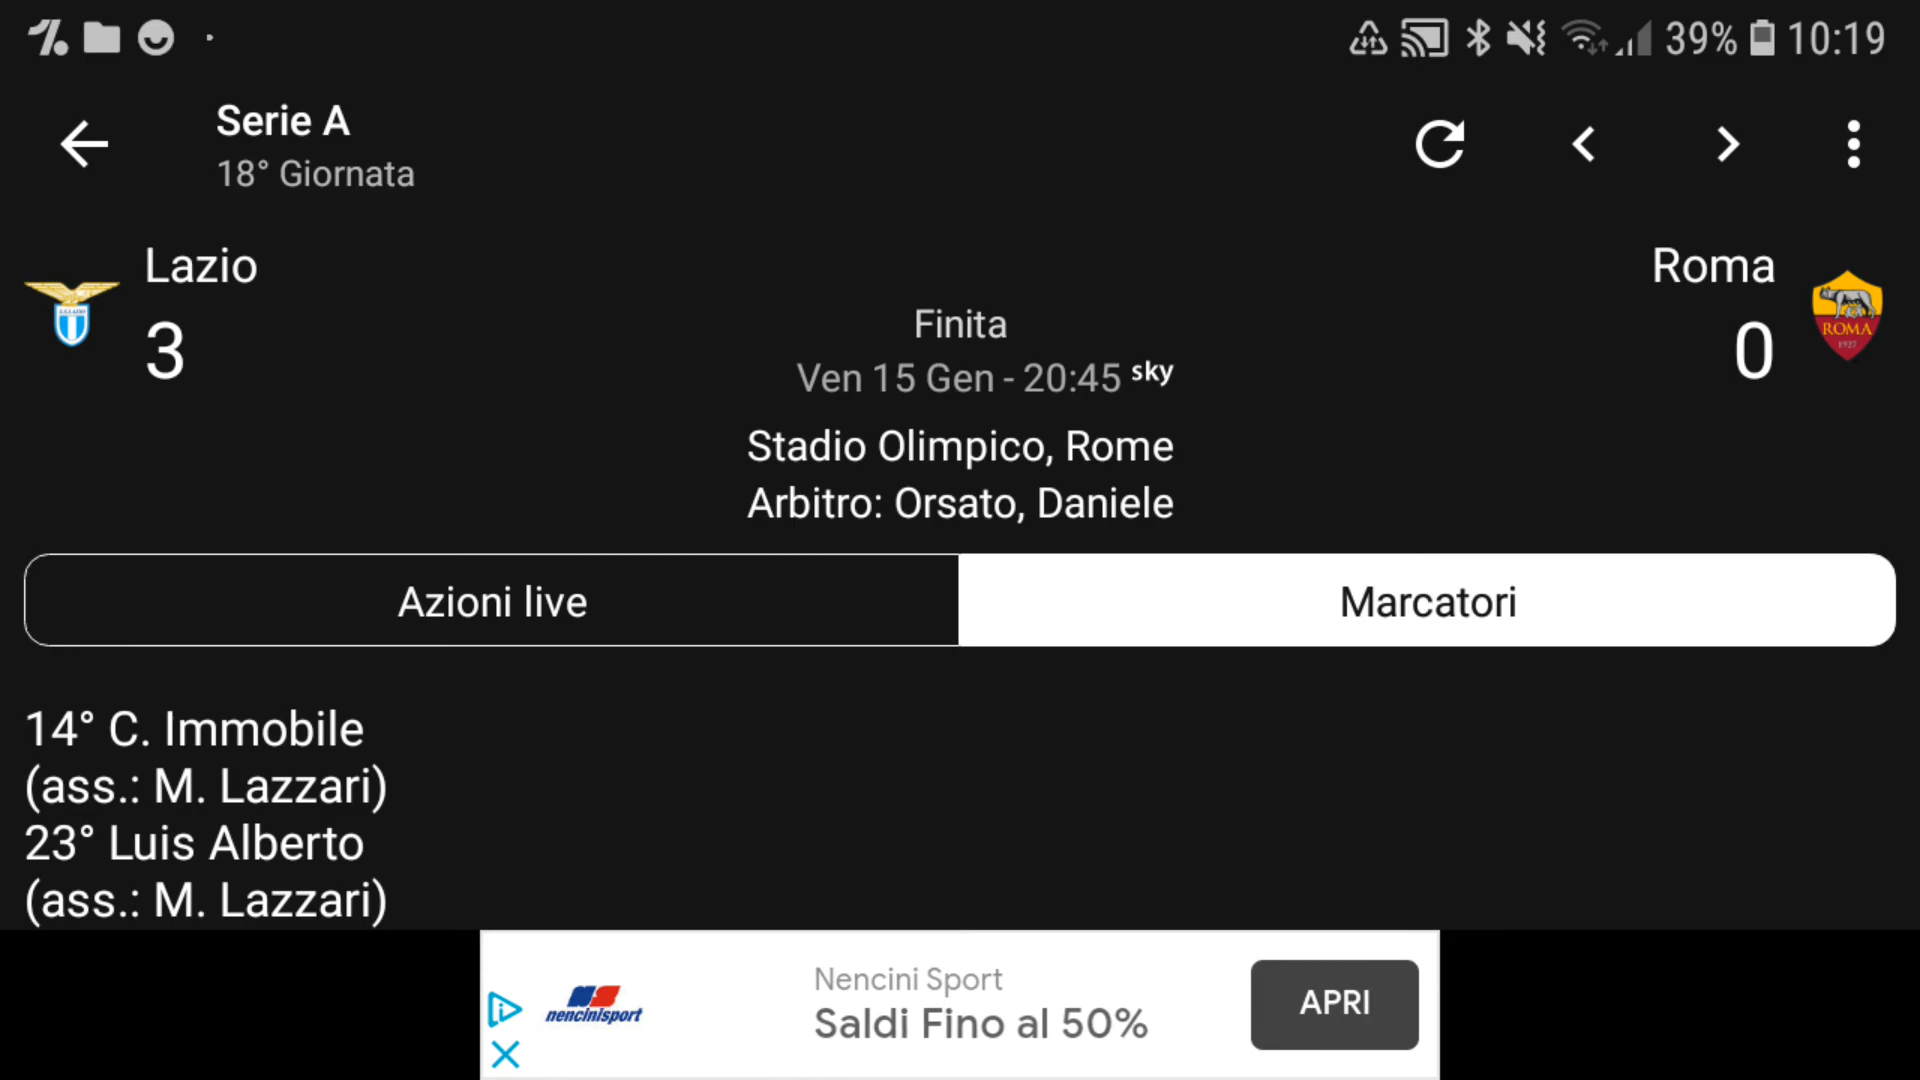 39% 10:19
Serie A
18° Giornata
Lazio
Roma
3
0
Finita
Ven 15 Gen - 20:45 sky
Stadio Olimpico, Rome
Arbitro: Orsato, Daniele
ROMA
1927
Azioni live
Marcatori
14° C. Immobile
(ass.: M. Lazzari)
23° Luis Alberto
(ass.: M. Lazzari)
Nencini Sport
nencinisport
Saldi Fino al 50%
APRI